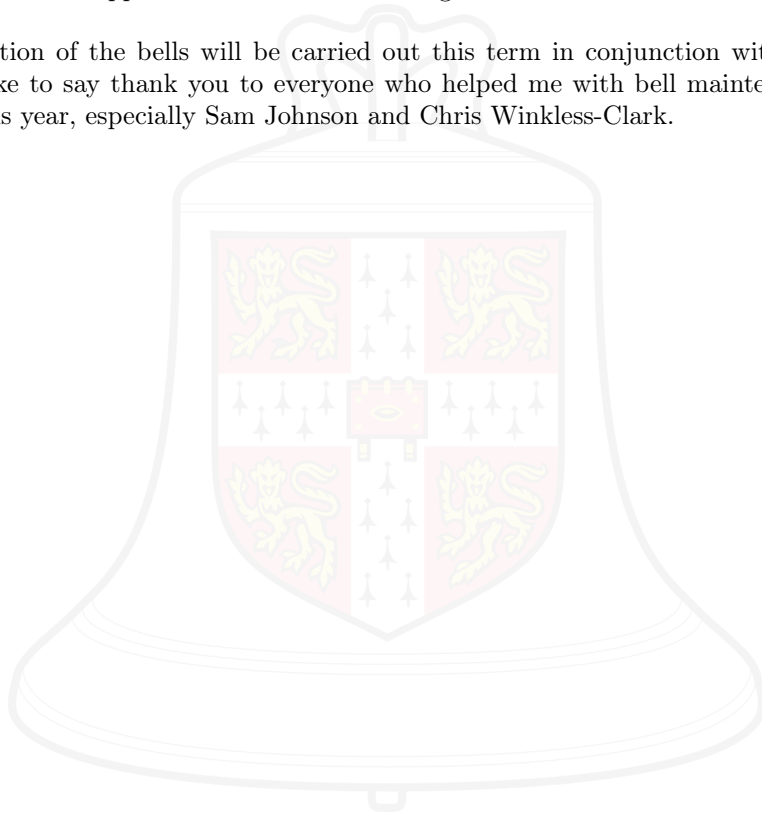 tion of the bells will be carried out this term in conjunction wit
ke to say thank you to everyone who helped me with bell mainte
s year, especially Sam Johnson and Chris Winkless-Clark.